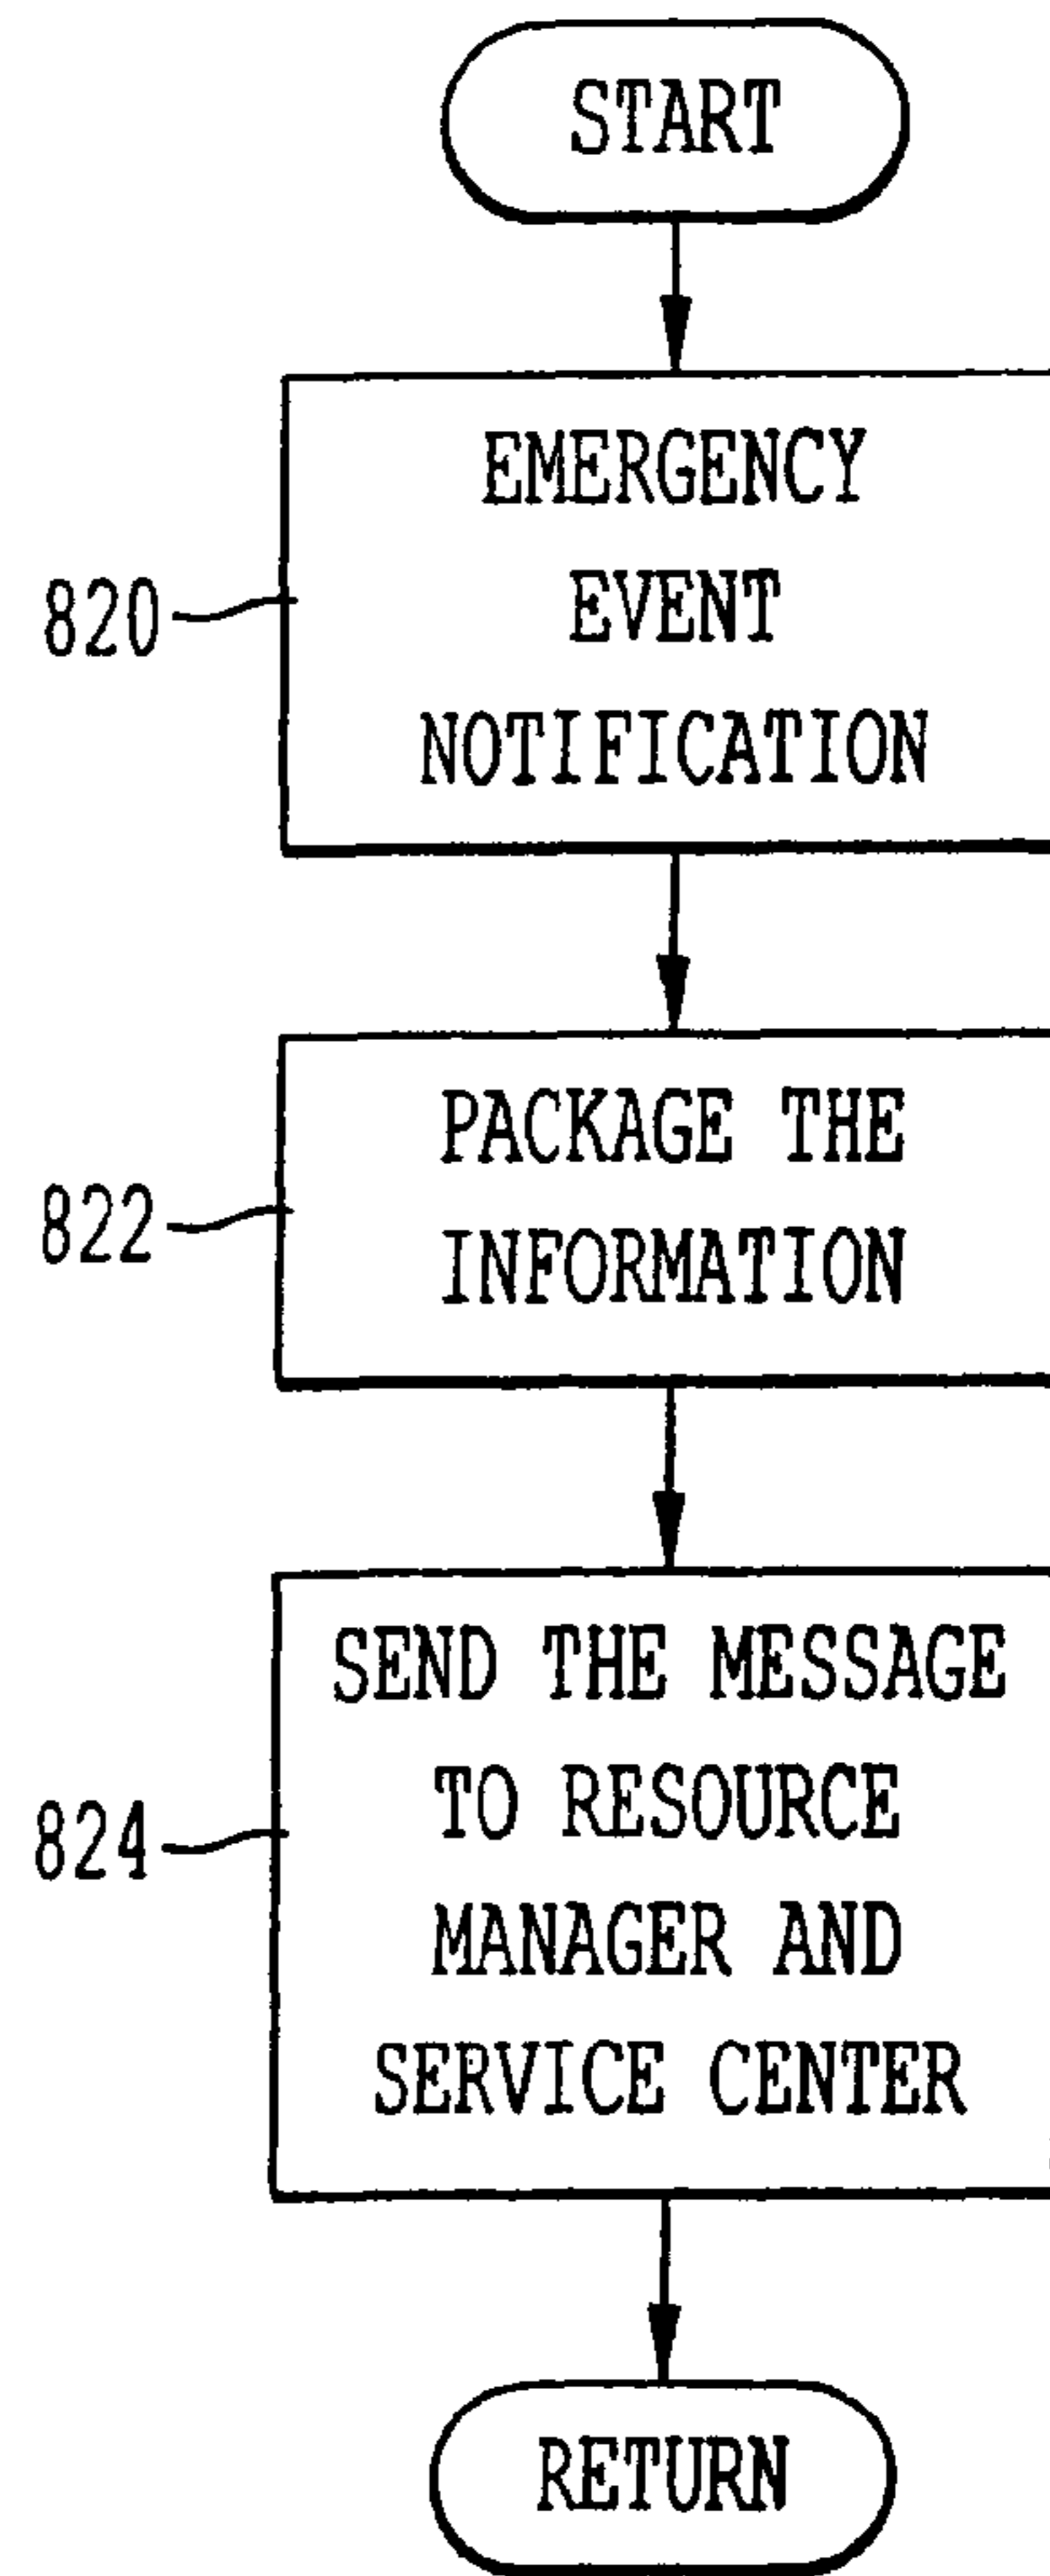 START
EMERGENCY
EVENT
NOTIFICATION
820
PACKAGE THE
INFORMATION
822
SEND THE MESSAGE
TO RESOURCE
MANAGER AND
SERVICE CENTER
824
RETURN